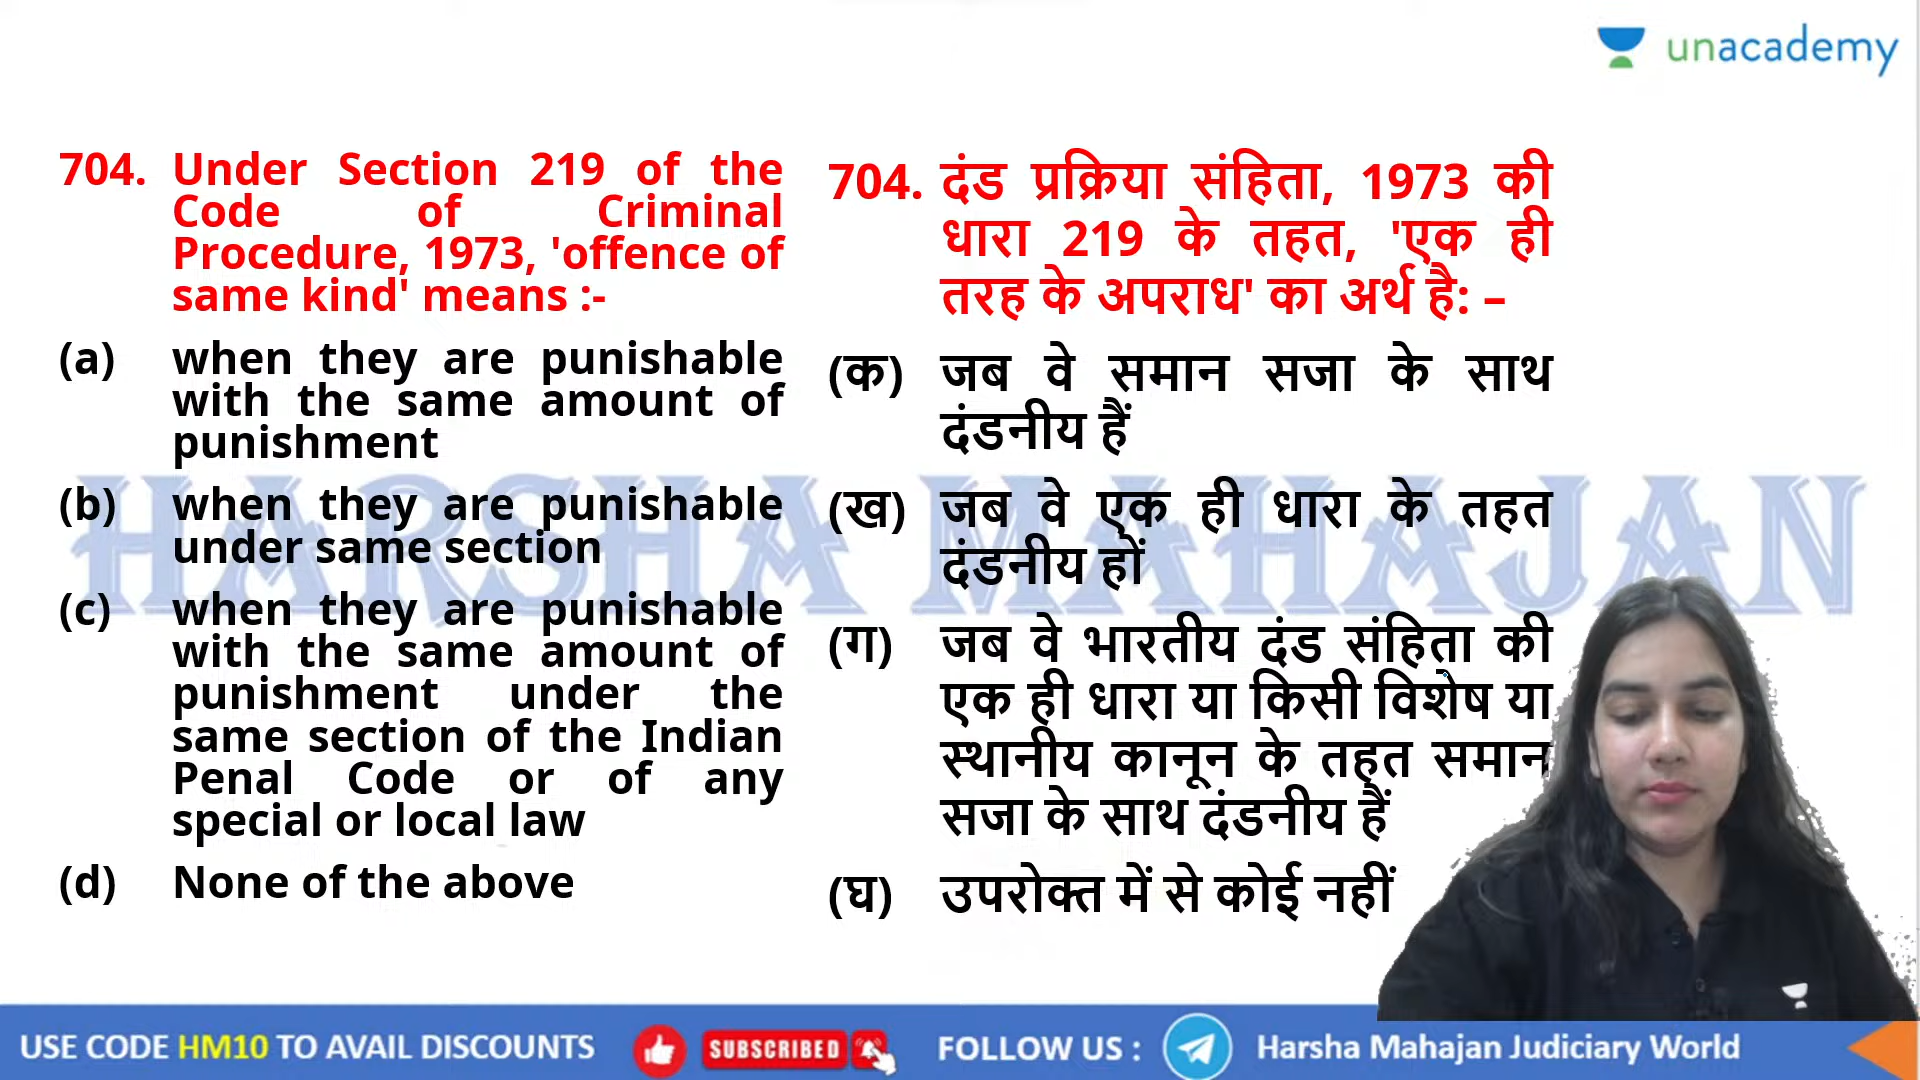 unacademy
704. Under Section 219 of the
Code of Criminal
Procedure, 1973, 'offence of
same kind' means :-
(a) when they are punishable
with the same amount of
punishment
(b) when they are punishable
under same section
(c) when they are punishable
with the same amount of
punishment under the
same section of the Indian
Penal Code or of any
special or local law
(d) None of the above
704. दंड प्रक्रिया संहिता, 1973 की
धारा 219 के तहत, 'एक ही
तरह के अपराध' का अर्थ है: –
(क) जब वे समान सजा के साथ
दंडनीय हैं
(ख) जब वे एक ही धारा के तहत
दंडनीय हों
(ग) जब वे भारतीय दंड संहिता की
एक ही धारा या किसी विशेष या
स्थानीय कानून के तहत समान
सजा के साथ दंडनीय हैं
(घ) उपरोक्त में से कोई नहीं
HARSHA MAHAJAN
USE CODE HM10 TO AVAIL DISCOUNTS
SUBSCRIBED
FOLLOW US :
Harsha Mahajan Judiciary World